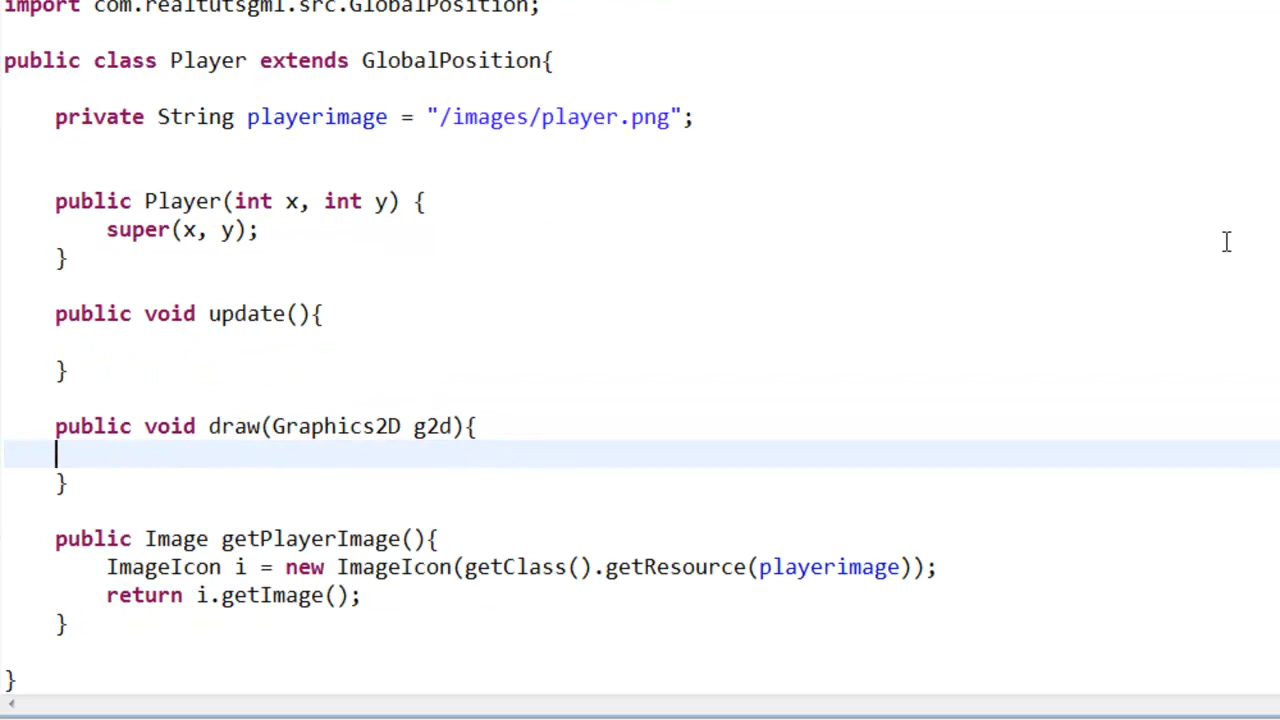 import com.realtutsgml.src.GlobalPosition;
public class Player extends GlobalPosition{
private String playerimage = "/images/player.png";
public Player(int x, int y) {
super(x, y);
}
public void update(){
}
public void draw(Graphics2D g2d){
}
public Image getPlayerImage(){
ImageIcon i = new ImageIcon(getClass().getResource(playerimage));
return i.getImage();
}
}